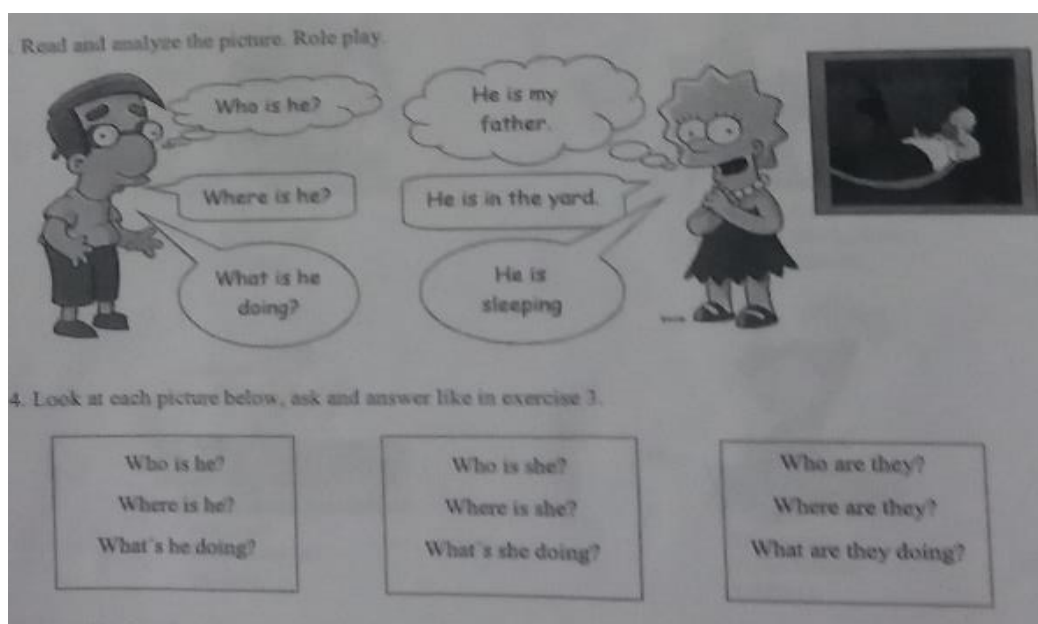 . Read and analyze the picture. Role play.
Who is he?
He is my
father.
Where is he?
He is in the yard.
What is he
doing?
He is
sleeping
4. Look at each picture below, ask and answer like in exercise 3.
Who is he?
Where is he?
What's he doing?
Who is she?
Where is she?
What's she doing?
Who are they?
Where are they?
What are they doing?